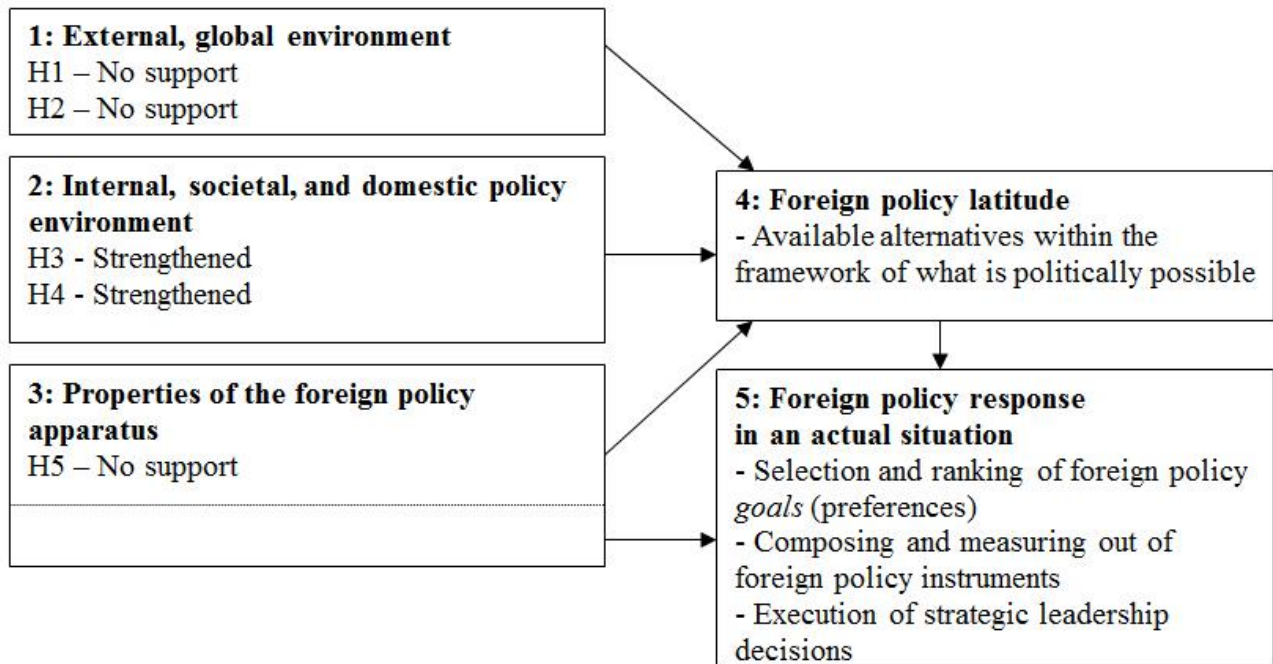 1: External, global environment
H1 – No support
H2 – No support
2: Internal, societal, and domestic policy
environment
H3 - Strengthened
H4 - Strengthened
3: Properties of the foreign policy
apparatus
H5 – No support
4: Foreign policy latitude
- Available alternatives within the
framework of what is politically possible
5: Foreign policy response
in an actual situation
- Selection and ranking of foreign policy
goals (preferences)
- Composing and measuring out of
foreign policy instruments
- Execution of strategic leadership
decisions